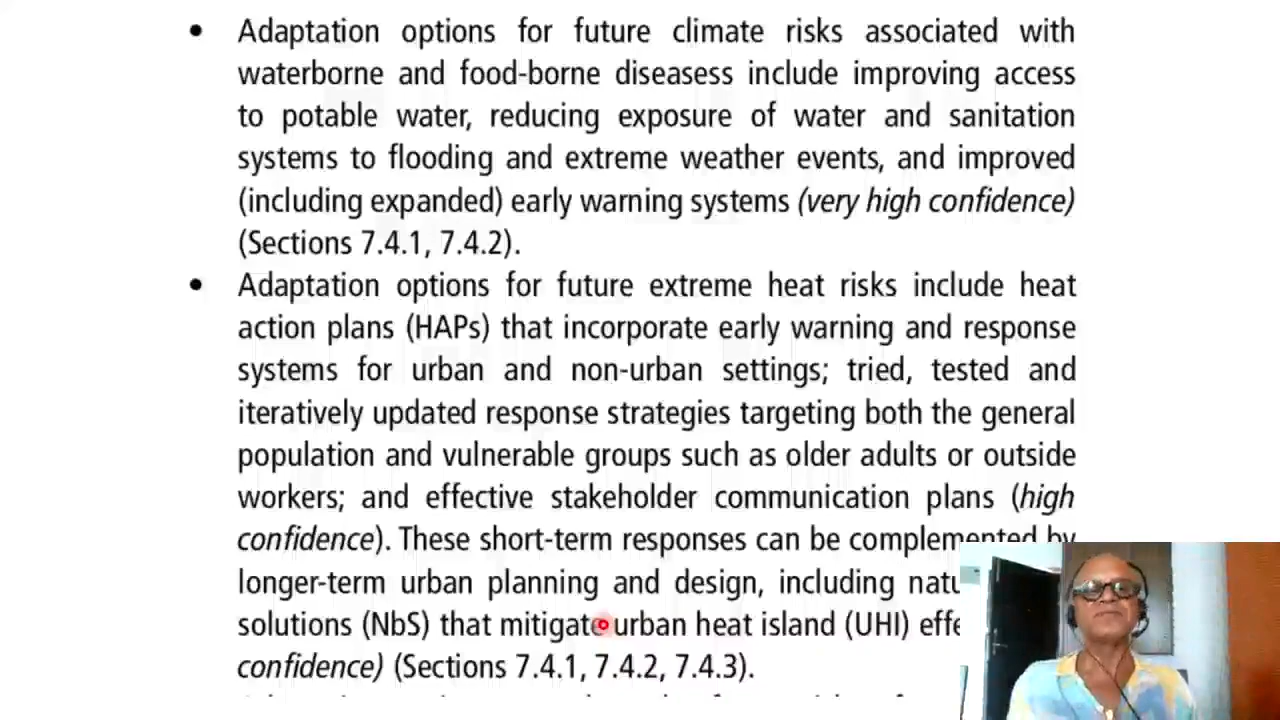 • Adaptation options for future climate risks associated with
waterborne and food-borne diseasess include improving access
to potable water, reducing exposure of water and sanitation
systems to flooding and extreme weather events, and improved
(including expanded) early warning systems (very high confidence)
(Sections 7.4.1, 7.4.2).
• Adaptation options for future extreme heat risks include heat
action plans (HAPs) that incorporate early warning and response
systems for urban and non-urban settings; tried, tested and
iteratively updated response strategies targeting both the general
population and vulnerable groups such as older adults or outside
workers; and effective stakeholder communication plans (high
confidence). These short-term responses can be complemented by
longer-term urban planning and design, including
solutions (NbS) that mitigate urban heat island (UHI)
confidence) (Sections 7.4.1, 7.4.2, 7.4.3).